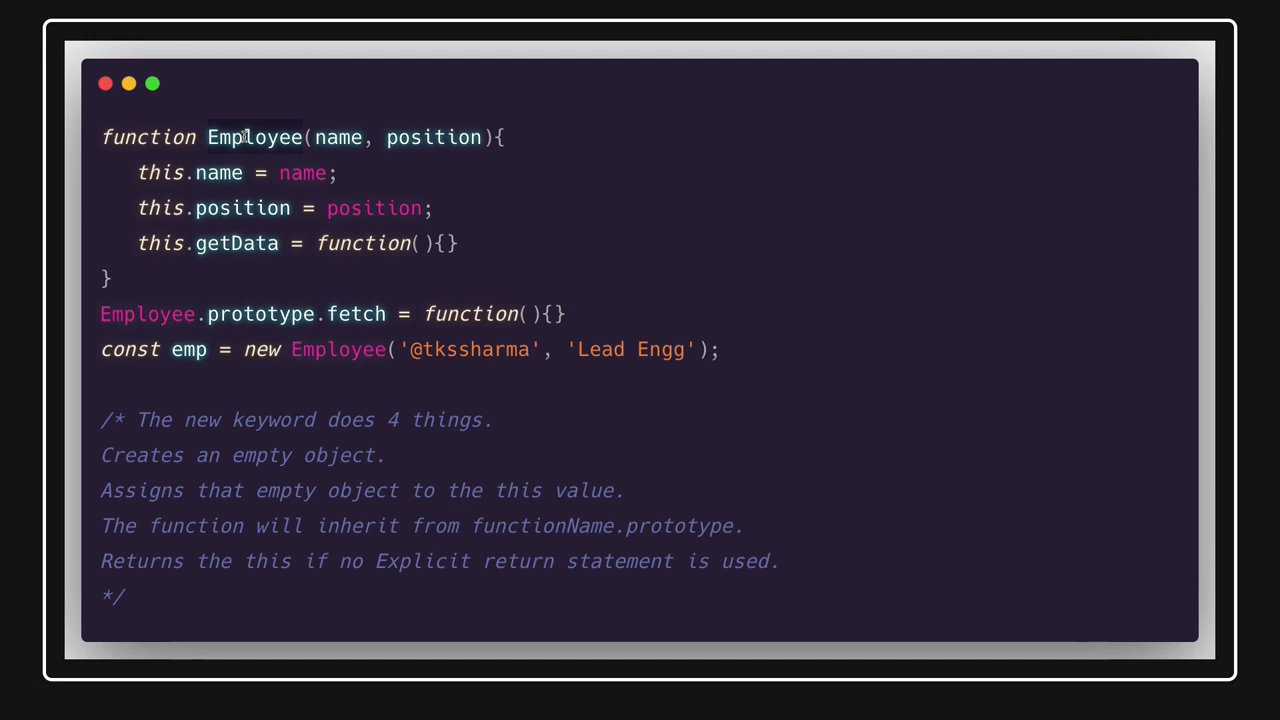 function Employee(name, position){
   this.name = name;
   this.position = position;
   this.getData = function(){}
}
Employee.prototype.fetch = function(){}
const emp = new Employee('@tkssharma', 'Lead Engg');
/* The new keyword does 4 things.
Creates an empty object.
Assigns that empty object to the this value.
The function will inherit from functionName.prototype.
Returns the this if no Explicit return statement is used.
*/